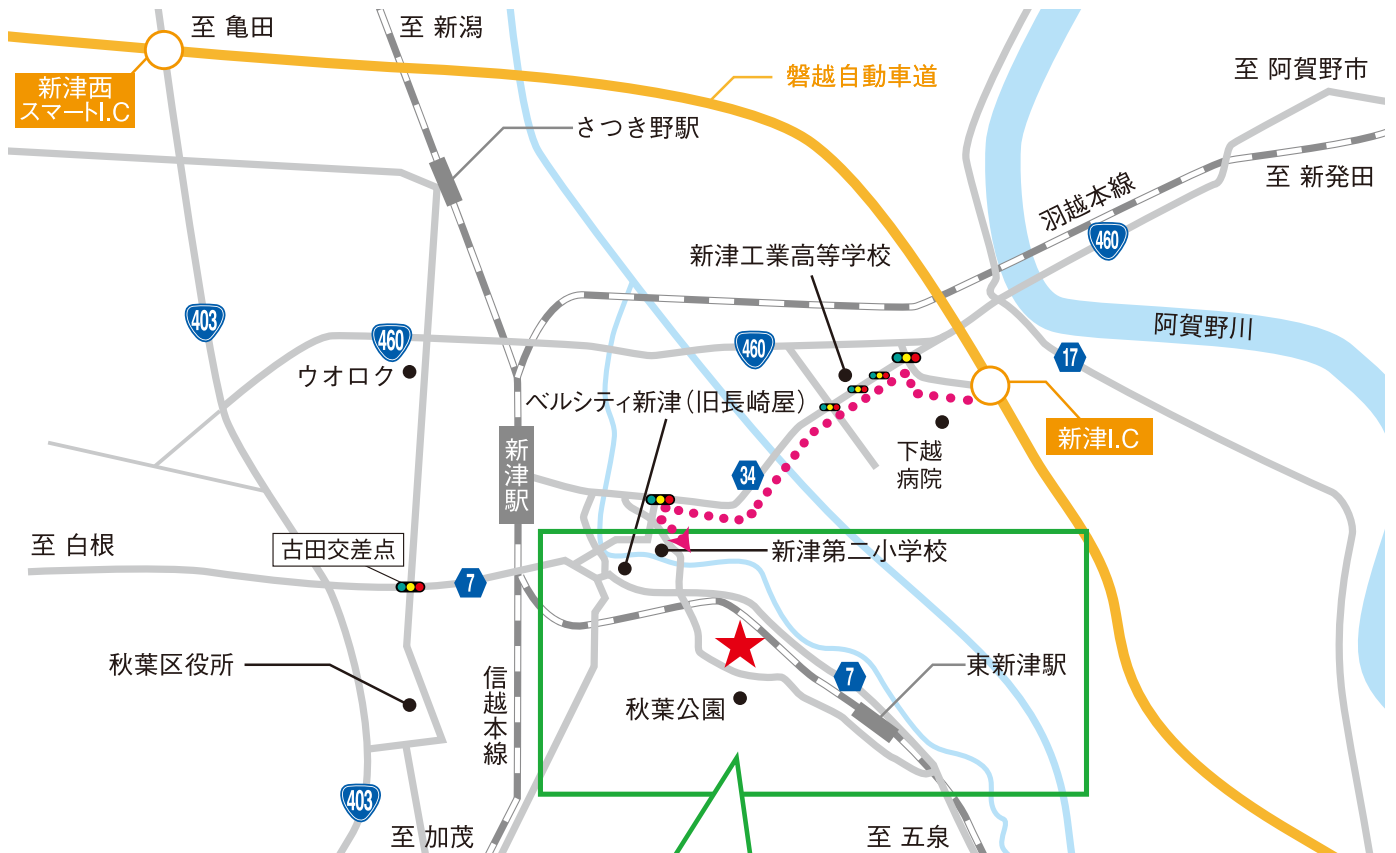 至 亀田
至 新潟
新津西
スマートI.C
磐越自動車道
至 阿賀野市
さつき野駅
至 新発田
羽越本線
460
新津工業高等学校
403
460
460
阿賀野川
17
ウオロク
ベルシティ新津(旧長崎屋)
新津I.C
下越
病院
新津駅
34
至 白根
古田交差点
新津第二小学校
7
秋葉区役所
信越本線
7
東新津駅
秋葉公園
403
至 加茂
至 五泉